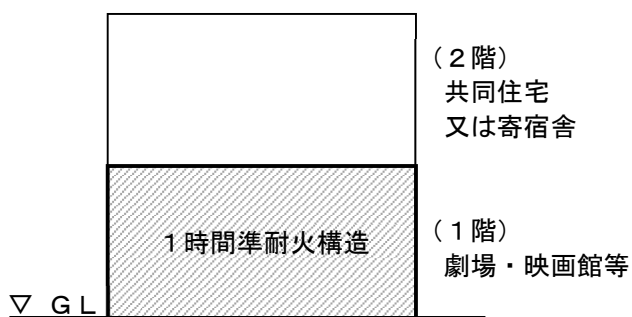 （２階）
共同住宅
又は寄宿舎
１時間準耐火構造
（１階）
劇場・映画館等
▽ ＧＬ